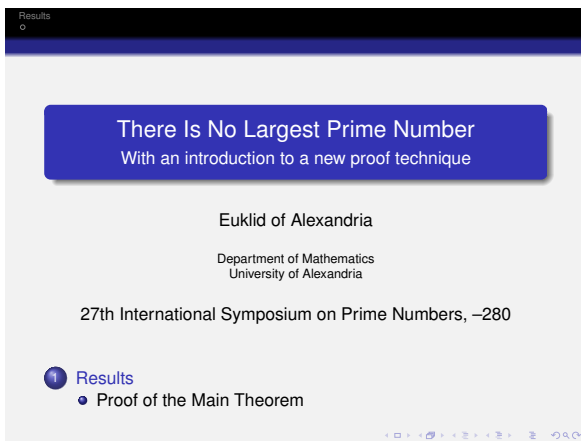 Results
There Is No Largest Prime Number
With an introduction to a new proof technique
Euklid of Alexandria
Department of Mathematics
University of Alexandria
27th International Symposium on Prime Numbers, –280
1 Results
Proof of the Main Theorem